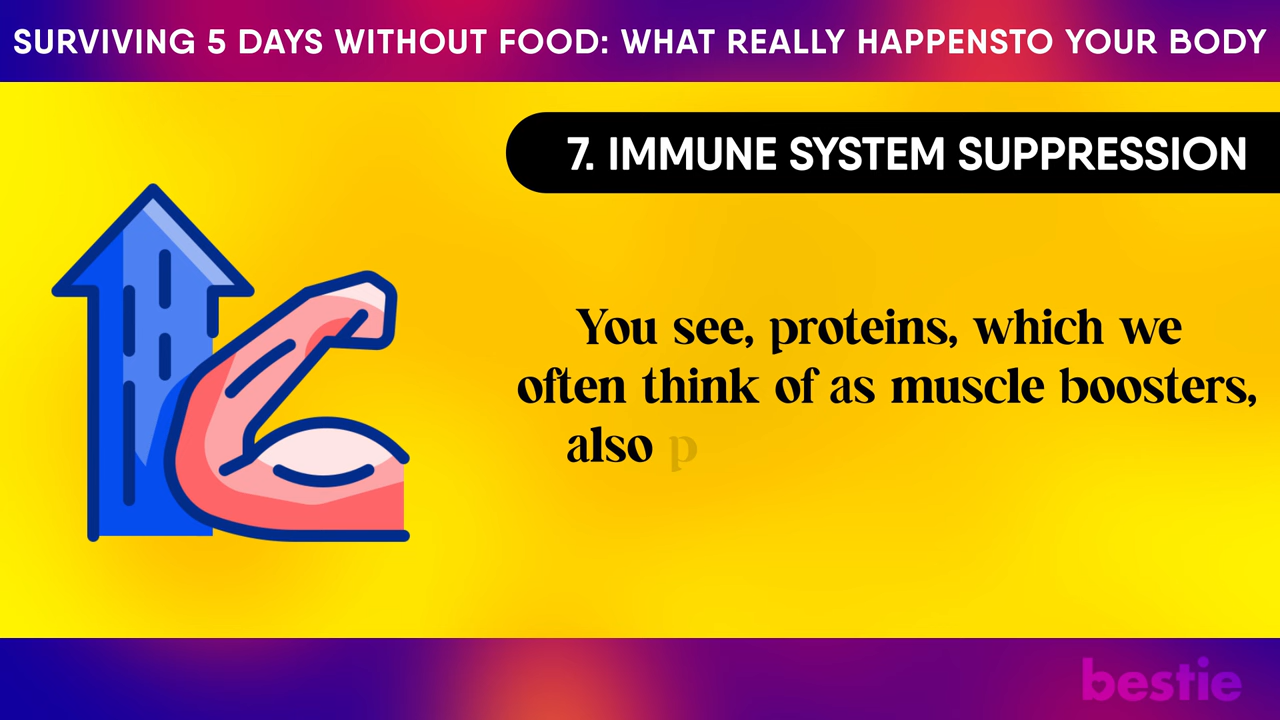 SURVIVING 5 DAYS WITHOUT FOOD: WHAT REALLY HAPPENSTO YOUR BODY
7. IMMUNE SYSTEM SUPPRESSION
You see, proteins, which we
often think of as muscle boosters,
also p
bestie